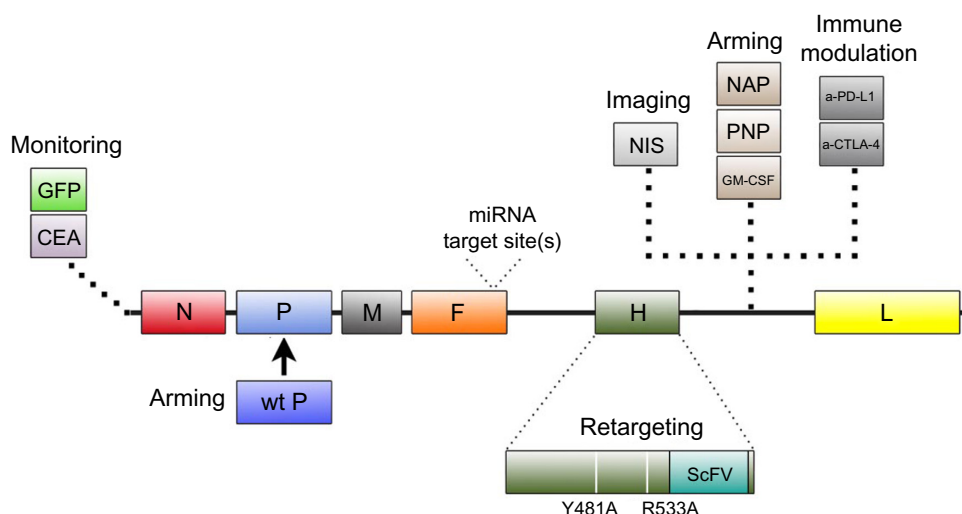 Monitoring
GFP
CEA
Imaging
NIS
Arming
NAP
PNP
GM-CSF
Immune
modulation
a-PD-L1
a-CTLA-4
miRNA
target site(s)
N
P
M
F
H
L
Arming
wt P
Retargeting
ScFV
Y481A
R533A